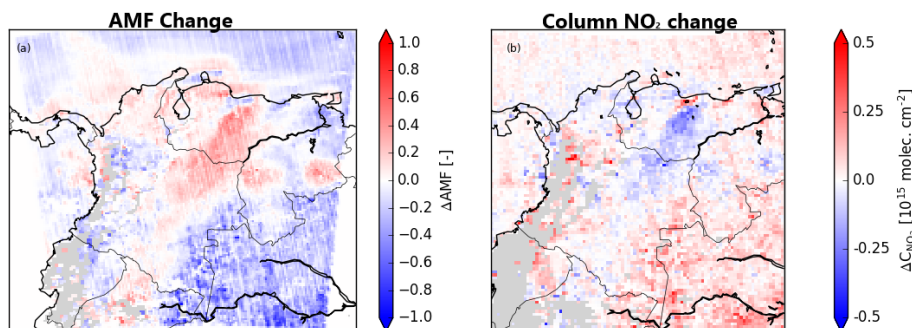 AMF Change
Column NO₂ change
(a)
1.0
0.8
0.6
0.4
0.2
0.0
−0.2
−0.4
−0.6
−0.8
−1.0
ΔAMF [-]
(b)
0.5
0.25
0.0
-0.25
-0.5
ΔC_NO₂ [10¹⁵ molec. cm⁻²]